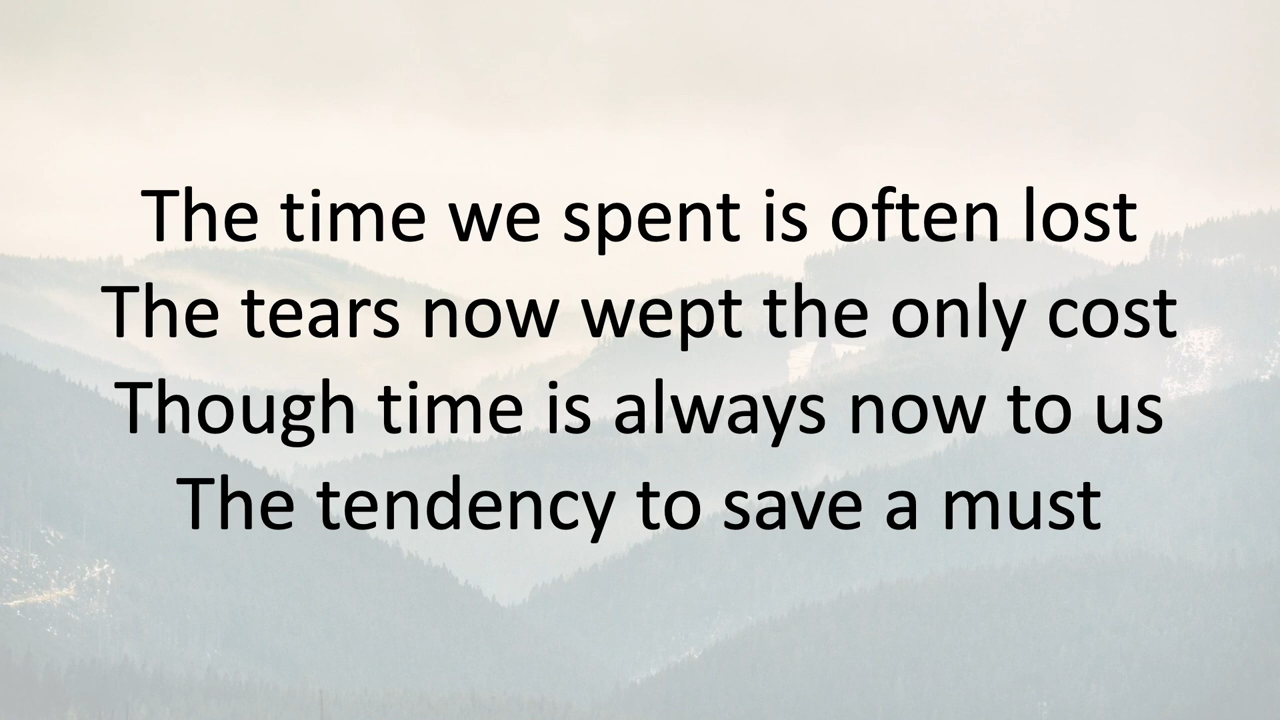 The time we spent is often lost
The tears now wept the only cost
Though time is always now to us
The tendency to save a must